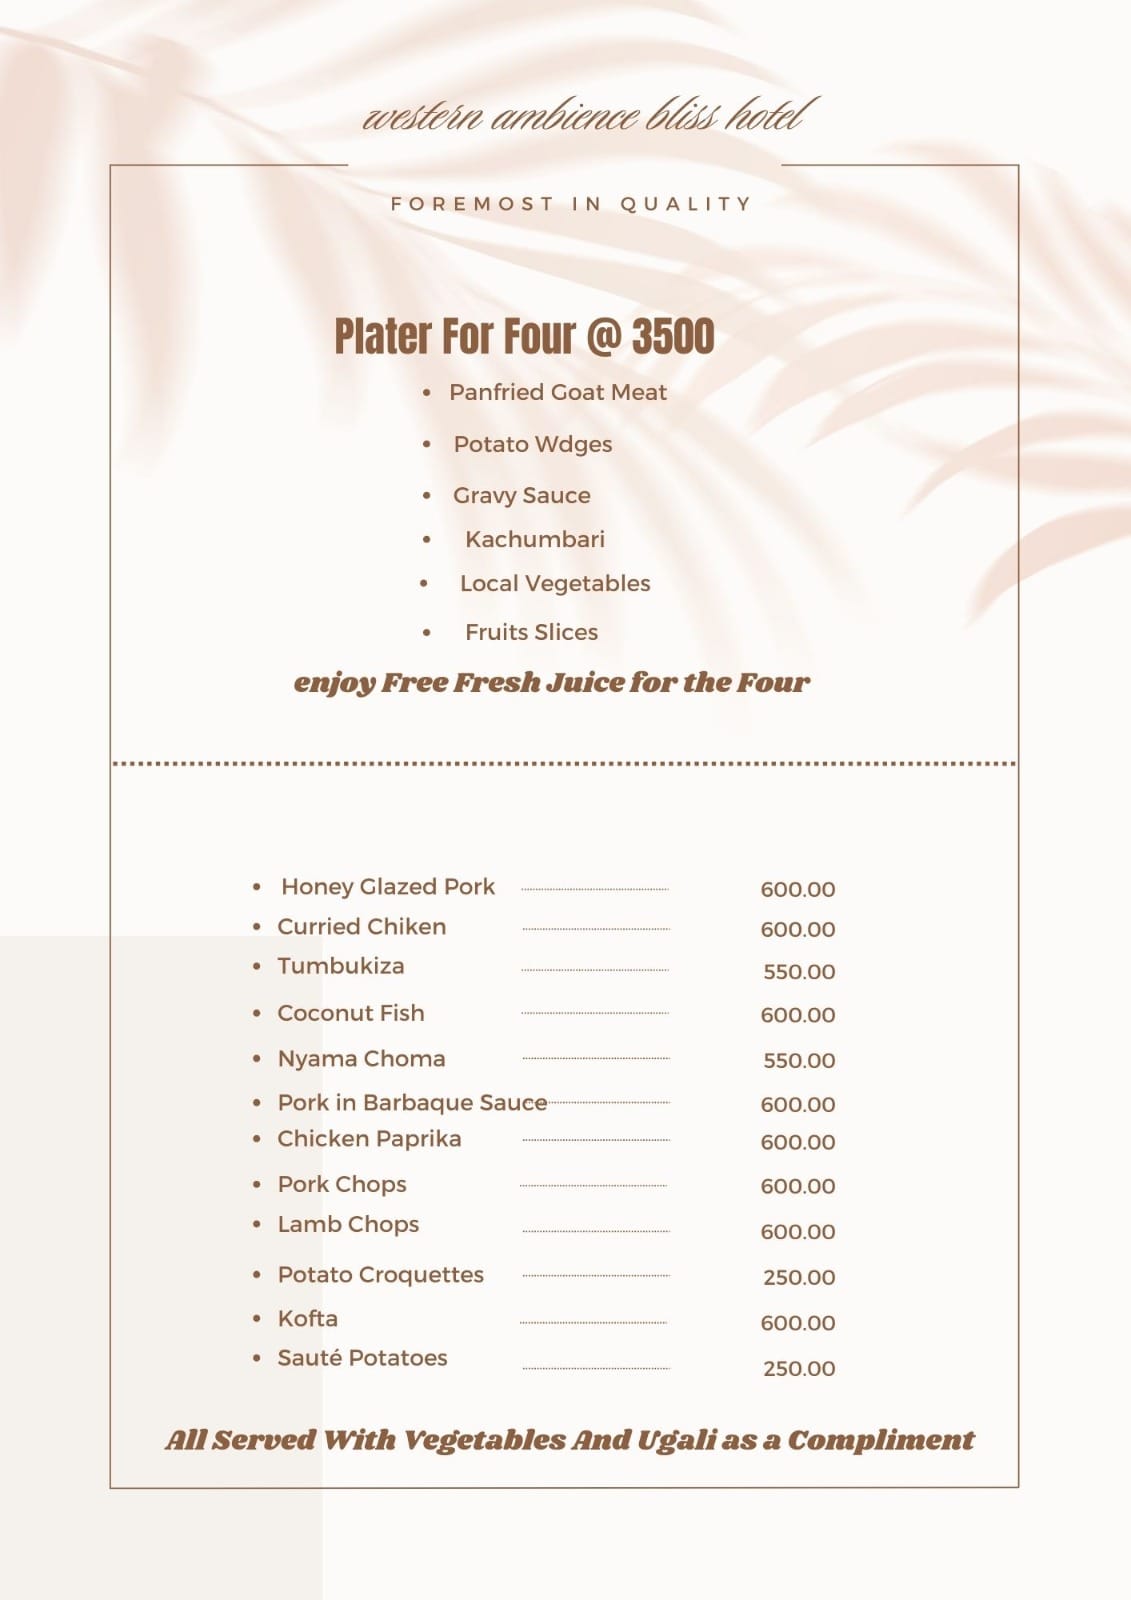 western ambience bliss hotel
FOREMOST IN QUALITY
Plater For Four @ 3500
• Panfried Goat Meat
• Potato Wdges
• Gravy Sauce
• Kachumbari
• Local Vegetables
• Fruits Slices
enjoy Free Fresh Juice for the Four
• Honey Glazed Pork 600.00
• Curried Chiken 600.00
• Tumbukiza 550.00
• Coconut Fish 600.00
• Nyama Choma 550.00
• Pork in Barbaque Sauce 600.00
• Chicken Paprika 600.00
• Pork Chops 600.00
• Lamb Chops 600.00
• Potato Croquettes 250.00
• Kofta 600.00
• Sauté Potatoes 250.00
All Served With Vegetables And Ugali as a Compliment